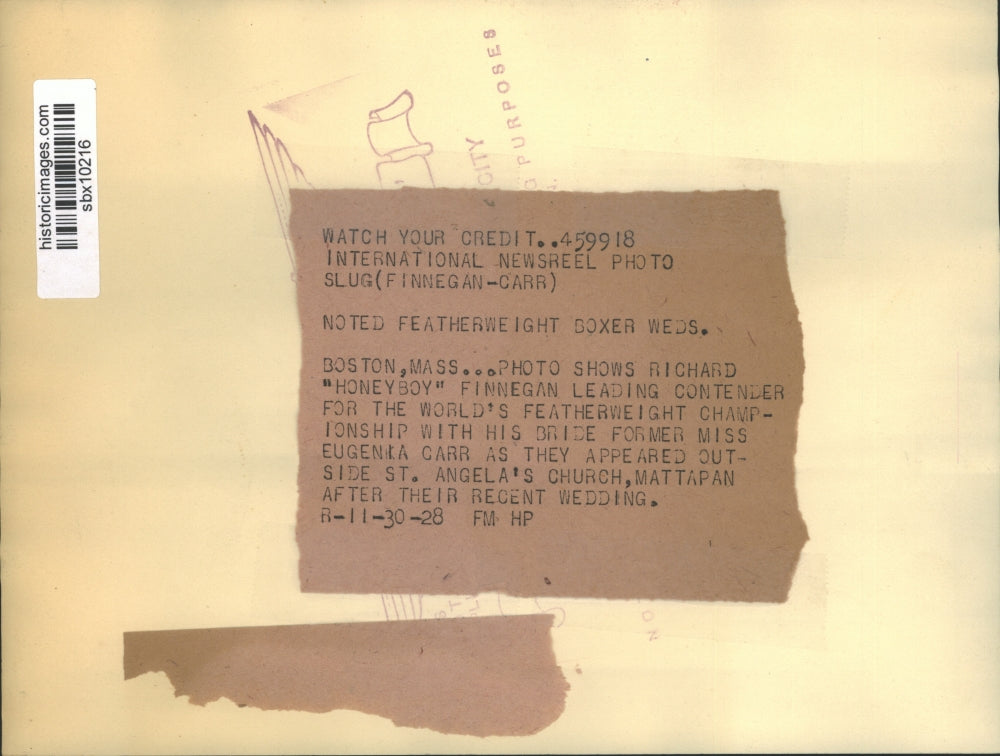 historicimages.com
sbx10216
PURPOSES
CITY
WATCH YOUR CREDIT..459918
INTERNATIONAL NEWSREEL PHOTO
SLUG(FINNEGAN-CARR)
NOTED FEATHERWEIGHT BOXER WEDS.
BOSTON,MASS...PHOTO SHOWS RICHARD
"HONEYBOY" FINNEGAN LEADING CONTENDER
FOR THE WORLD'S FEATHERWEIGHT CHAMP-
IONSHIP WITH HIS BRIDE FORMER MISS
EUGENIA CARR AS THEY APPEARED OUT-
SIDE ST. ANGELA'S CHURCH,MATTAPAN
AFTER THEIR RECENT WEDDING.
R-11-30-28 FM HP